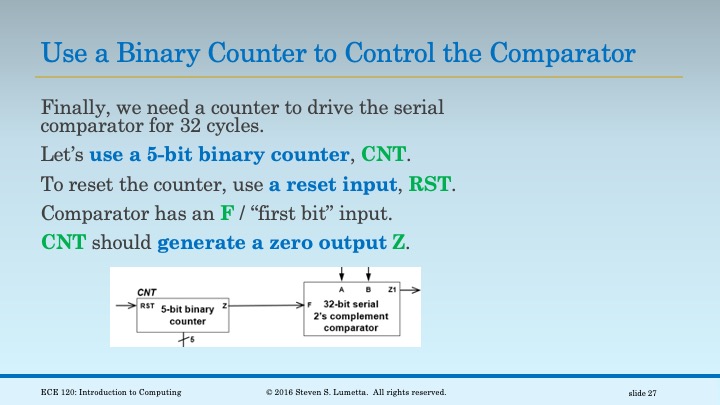 Use a Binary Counter to Control the Comparator
Finally, we need a counter to drive the serial
comparator for 32 cycles.
Let’s use a 5-bit binary counter, CNT.
To reset the counter, use a reset input, RST.
Comparator has an F / “first bit” input.
CNT should generate a zero output Z.
CNT
RST 5-bit binary Z
counter
5
A B Z1
F 32-bit serial
2’s complement
comparator
ECE 120: Introduction to Computing © 2016 Steven S. Lumetta. All rights reserved. slide 27